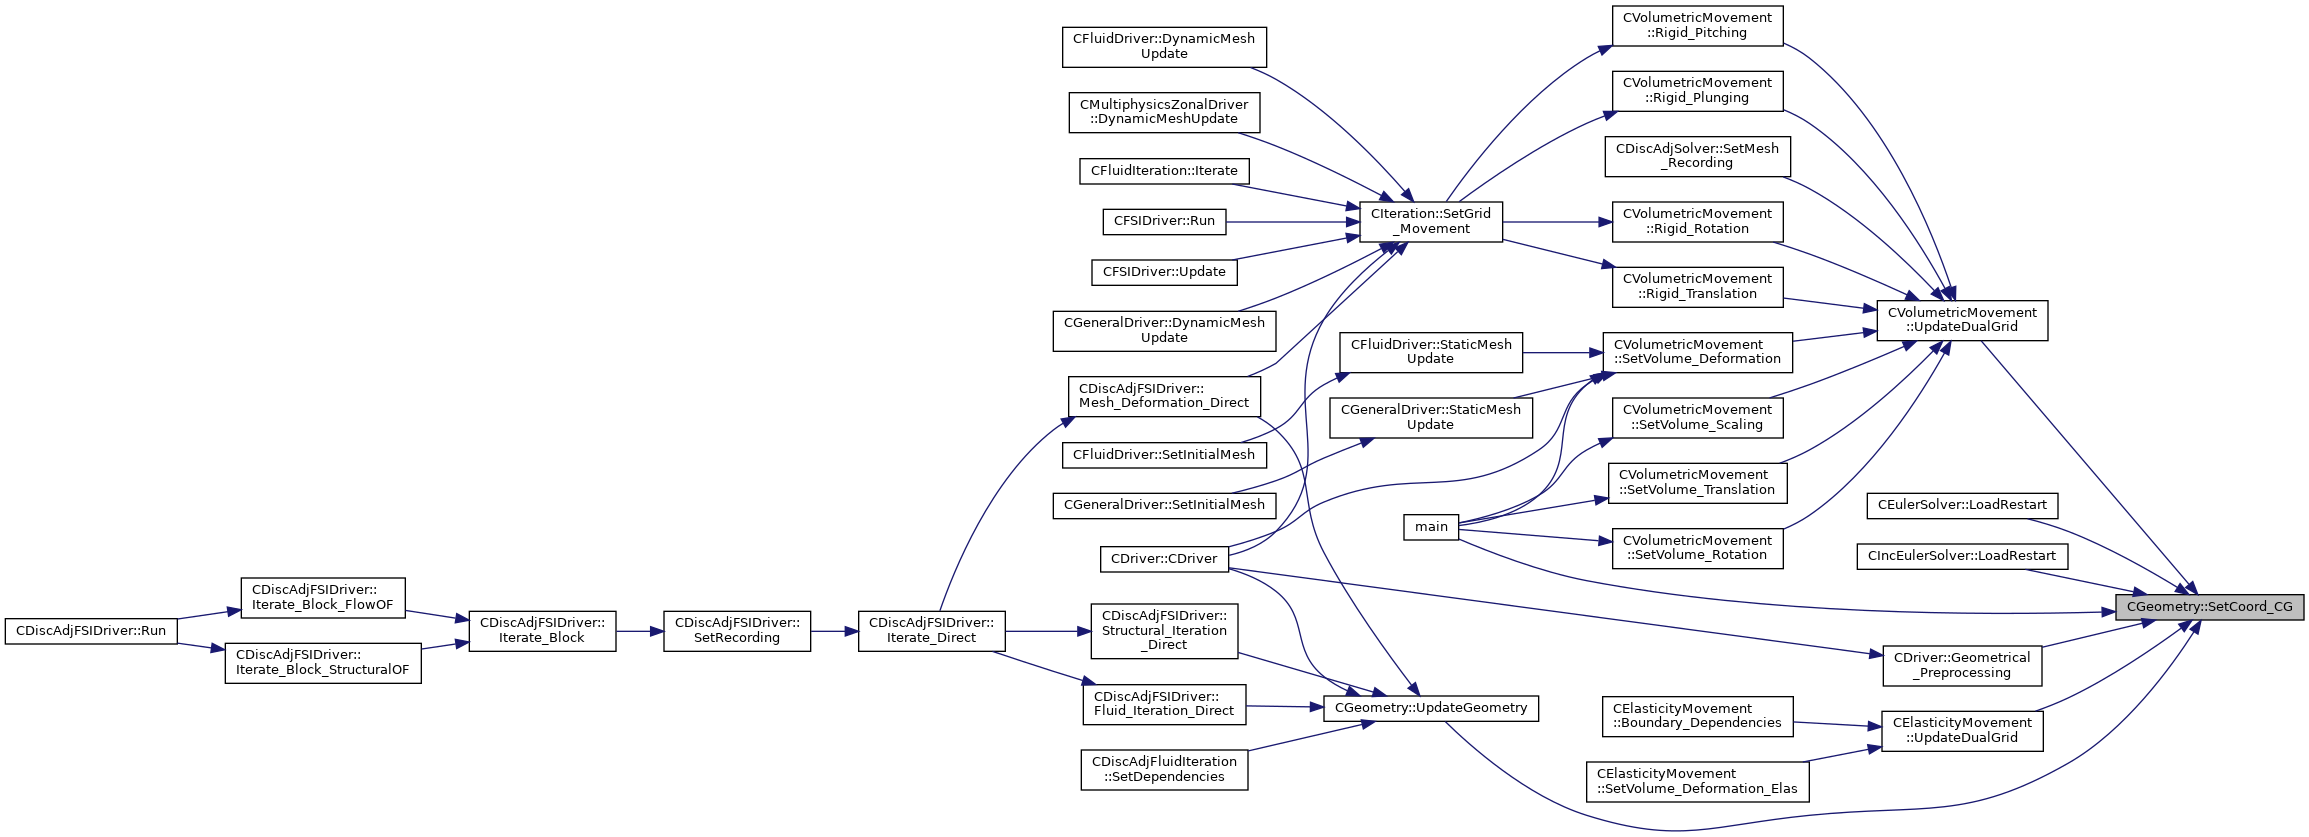 CDiscAdjFSIDriver::Run
CDiscAdjFSIDriver::
Iterate_Block_FlowOF
CDiscAdjFSIDriver::
Iterate_Block_StructuralOF
CDiscAdjFSIDriver::
Iterate_Block
CDiscAdjFSIDriver::
SetRecording
CDiscAdjFSIDriver::
Iterate_Direct
CFluidDriver::DynamicMesh
Update
CMultiphysicsZonalDriver
::DynamicMeshUpdate
CFluidIteration::Iterate
CFSIDriver::Run
CFSIDriver::Update
CGeneralDriver::DynamicMesh
Update
CDiscAdjFSIDriver::
Mesh_Deformation_Direct
CFluidDriver::SetInitialMesh
CGeneralDriver::SetInitialMesh
CDriver::CDriver
CDiscAdjFSIDriver::
Structural_Iteration
_Direct
CDiscAdjFSIDriver::
Fluid_Iteration_Direct
CDiscAdjFluidIteration
::SetDependencies
CIteration::SetGrid
_Movement
CFluidDriver::StaticMesh
Update
CGeneralDriver::StaticMesh
Update
main
CGeometry::UpdateGeometry
CVolumetricMovement
::Rigid_Pitching
CVolumetricMovement
::Rigid_Plunging
CDiscAdjSolver::SetMesh
_Recording
CVolumetricMovement
::Rigid_Rotation
CVolumetricMovement
::Rigid_Translation
CVolumetricMovement
::SetVolume_Deformation
CVolumetricMovement
::SetVolume_Scaling
CVolumetricMovement
::SetVolume_Translation
CVolumetricMovement
::SetVolume_Rotation
CElasticityMovement
::Boundary_Dependencies
CElasticityMovement
::SetVolume_Deformation_Elas
CVolumetricMovement
::UpdateDualGrid
CEulerSolver::LoadRestart
CIncEulerSolver::LoadRestart
CDriver::Geometrical
_Preprocessing
CElasticityMovement
::UpdateDualGrid
CGeometry::SetCoord_CG